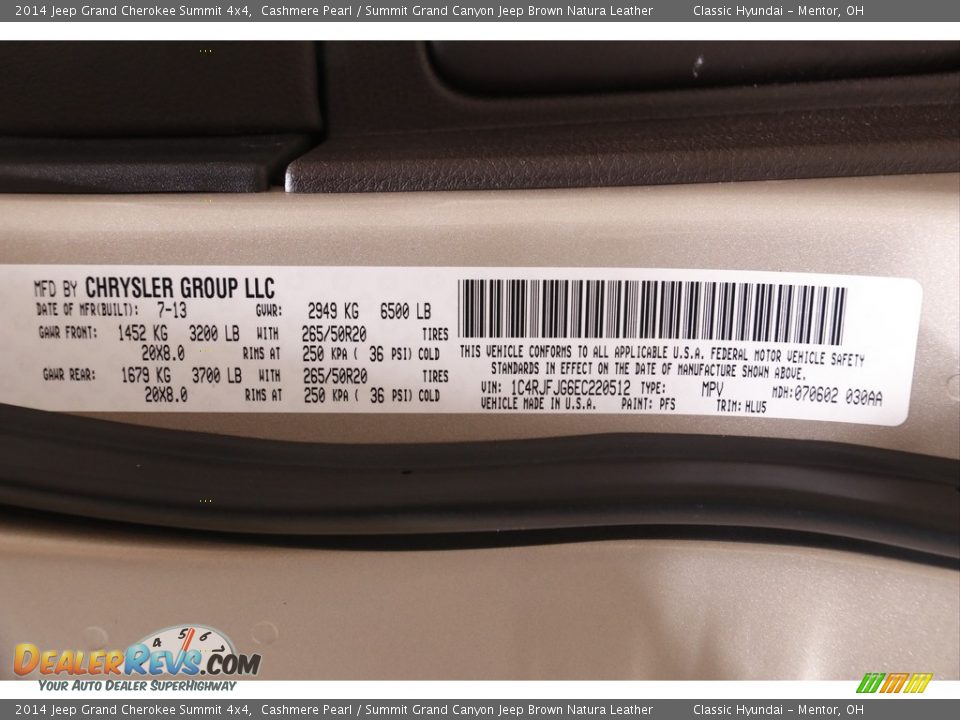 2014 Jeep Grand Cherokee Summit 4x4, Cashmere Pearl / Summit Grand Canyon Jeep Brown Natura Leather Classic Hyundai – Mentor, OH
MFD BY CHRYSLER GROUP LLC
DATE OF MFR(BUILT): 7-13 GVWR: 2949 KG 6500 LB
GAWR FRONT: 1452 KG 3200 LB WITH 265/50R20 TIRES
20X8.0 RIMS AT 250 KPA ( 36 PSI) COLD
GAWR REAR: 1679 KG 3700 LB WITH 265/50R20 TIRES
20X8.0 RIMS AT 250 KPA ( 36 PSI) COLD
THIS VEHICLE CONFORMS TO ALL APPLICABLE U.S.A. FEDERAL MOTOR VEHICLE SAFETY
STANDARDS IN EFFECT ON THE DATE OF MANUFACTURE SHOWN ABOVE.
VIN: 1C4RJFJG6EC220512 TYPE: MPV MDH:070602 030AA
VEHICLE MADE IN U.S.A. PAINT: PFS TRIM: HLU5
4 5 6 7
DEALERREVS.COM
YOUR AUTO DEALER SUPERHIGHWAY
2014 Jeep Grand Cherokee Summit 4x4, Cashmere Pearl / Summit Grand Canyon Jeep Brown Natura Leather Classic Hyundai – Mentor, OH